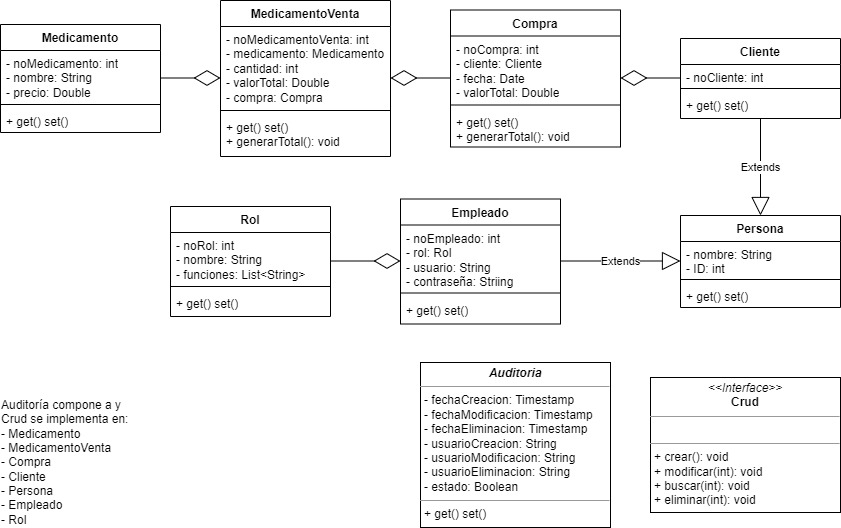 Medicamento
- noMedicamento: int
- nombre: String
- precio: Double
+ get() set()
MedicamentoVenta
- noMedicamentoVenta: int
- medicamento: Medicamento
- cantidad: int
- valorTotal: Double
- compra: Compra
+ get() set()
+ generarTotal(): void
Compra
- noCompra: int
- cliente: Cliente
- fecha: Date
- valorTotal: Double
+ get() set()
+ generarTotal(): void
Cliente
- noCliente: int
+ get() set()
Extends
Rol
- noRol: int
- nombre: String
- funciones: List<String>
+ get() set()
Empleado
- noEmpleado: int
- rol: Rol
- usuario: String
- contraseña: Striing
+ get() set()
Extends
Persona
- nombre: String
- ID: int
+ get() set()
Auditoría compone a y
Crud se implementa en:
- Medicamento
- MedicamentoVenta
- Compra
- Cliente
- Persona
- Empleado
- Rol
Auditoria
- fechaCreacion: Timestamp
- fechaModificacion: Timestamp
- fechaEliminacion: Timestamp
- usuarioCreacion: String
- usuarioModificacion: String
- usuarioEliminacion: String
- estado: Boolean
+ get() set()
<<Interface>>
Crud
+ crear(): void
+ modificar(int): void
+ buscar(int): void
+ eliminar(int): void